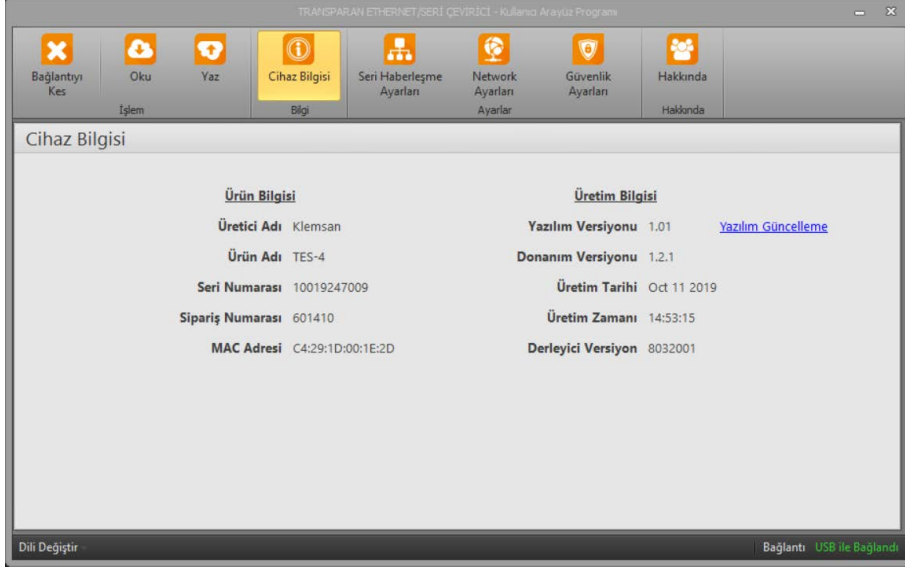 TRANSPARAN ETHERNET/SERİ ÇEVİRİCİ - Kullanıcı Arayüz Programı
Bağlantıyı Kes
Oku
Yaz
Cihaz Bilgisi
Seri Haberleşme Ayarları
Network Ayarları
Güvenlik Ayarları
Hakkında
İşlem
Bilgi
Ayarlar
Hakkında
Cihaz Bilgisi
Ürün Bilgisi
Üretici Adı Klemsan
Ürün Adı TES-4
Seri Numarası 10019247009
Sipariş Numarası 601410
MAC Adresi C4:29:1D:00:1E:2D
Üretim Bilgisi
Yazılım Versiyonu 1.01 Yazılım Güncelleme
Donanım Versiyonu 1.2.1
Üretim Tarihi Oct 11 2019
Üretim Zamanı 14:53:15
Derleyici Versiyon 8032001
Dili Değiştir
Bağlantı USB ile Bağlandı